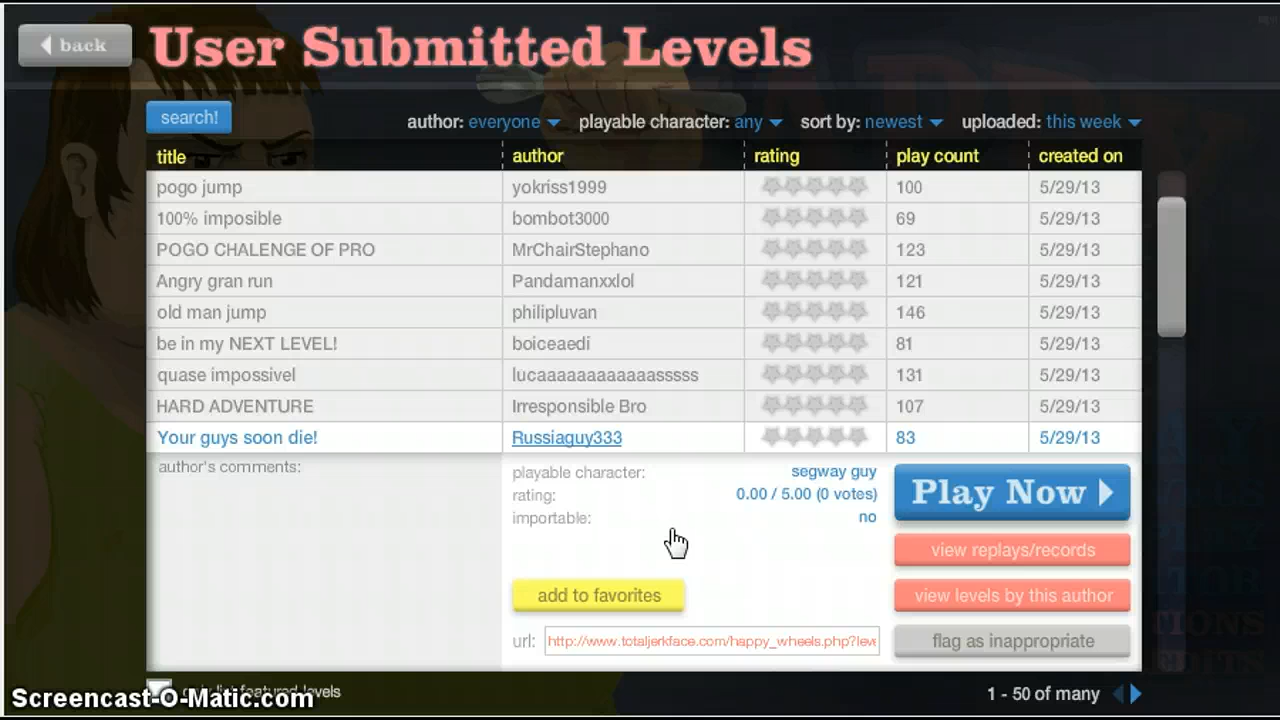 back
User Submitted Levels
search!
author: everyone playable character: any sort by: newest uploaded: this week
title author rating play count created on
pogo jump yokriss1999 100 5/29/13
100% imposible bombot3000 69 5/29/13
POGO CHALENGE OF PRO MrChairStephano 123 5/29/13
Angry gran run Pandamanxxlol 121 5/29/13
old man jump philipluvan 146 5/29/13
be in my NEXT LEVEL! boiceaedi 81 5/29/13
quase impossivel lucaaaaaaaaaaaasssss 131 5/29/13
HARD ADVENTURE Irresponsible Bro 107 5/29/13
Your guys soon die! Russiaguy333 83 5/29/13
author's comments:
playable character: segway guy
rating: 0.00 / 5.00 (0 votes)
importable: no
Play Now
view replays/records
add to favorites
view levels by this author
url: http://www.totaljerkface.com/happy_wheels.php?leve
flag as inappropriate
only list featured levels
1 - 50 of many
Screencast-O-Matic.com